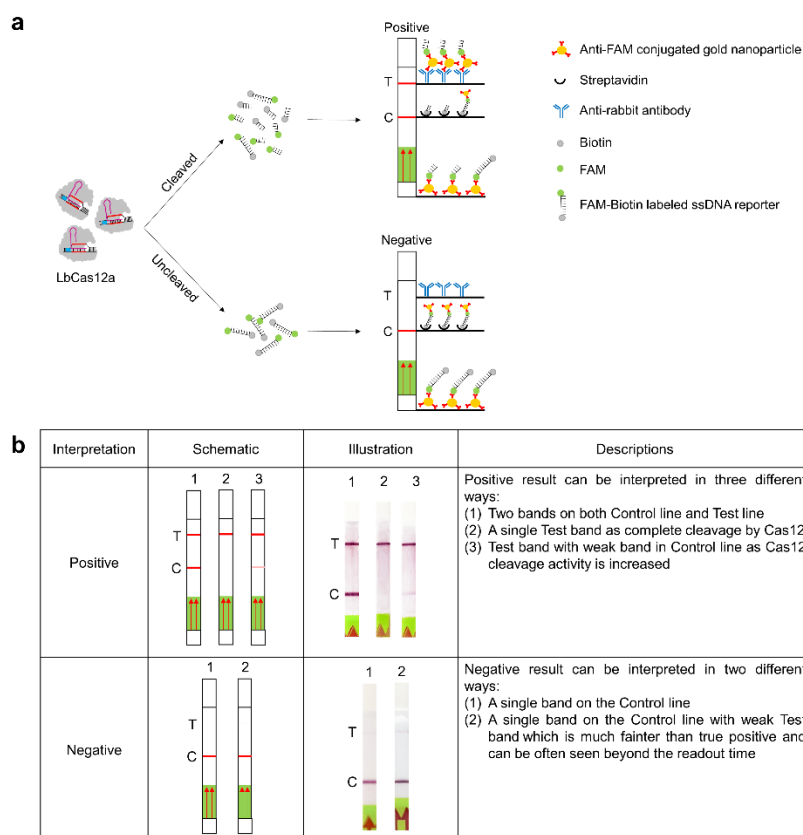 a
Positive
T
C
Cleaved
Uncleaved
LbCas12a
Negative
T
C
Anti-FAM conjugated gold nanoparticle
Streptavidin
Anti-rabbit antibody
Biotin
FAM
FAM-Biotin labeled ssDNA reporter
b
Interpretation
Schematic
Illustration
Descriptions
Positive
1 2 3
T
C
1 2 3
T
C
Positive result can be interpreted in three different
ways:
(1) Two bands on both Control line and Test line
(2) A single Test band as complete cleavage by Cas12
(3) Test band with weak band in Control line as Cas12
cleavage activity is increased
Negative
1 2
T
C
1 2
T
C
Negative result can be interpreted in two different
ways:
(1) A single band on the Control line
(2) A single band on the Control line with weak Test
band which is much fainter than true positive and
can be often seen beyond the readout time